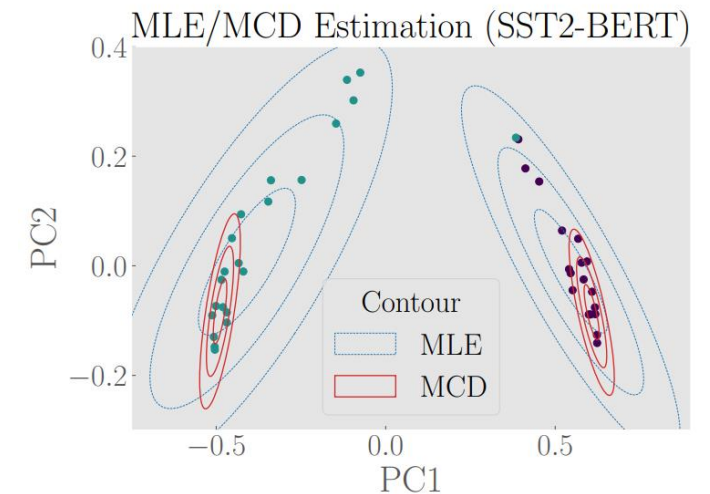 MLE/MCD Estimation (SST2-BERT)
0.4
0.2
0.0
−0.2
PC2
Contour
MLE
MCD
−0.5 0.0 0.5
PC1